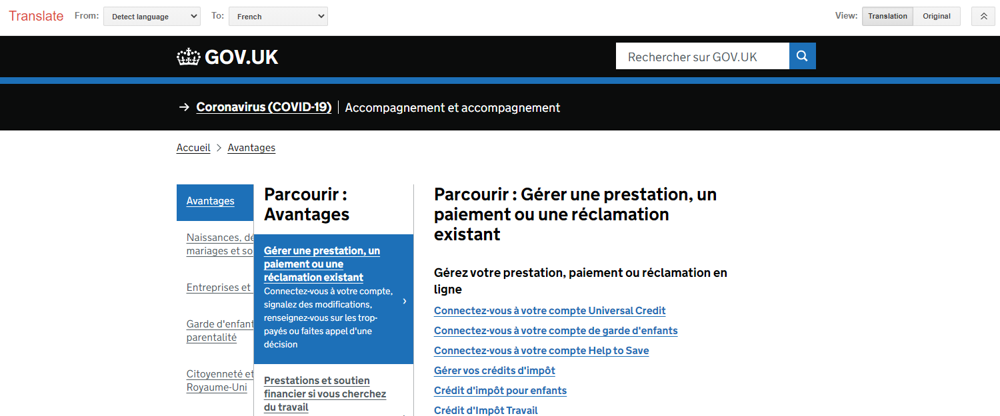 Translate From: Detect language To: French View: Translation Original
GOV.UK Rechercher sur GOV.UK
→ Coronavirus (COVID-19) | Accompagnement et accompagnement
Accueil > Avantages
Avantages
Naissances, dé
mariages et so
Entreprises et
Garde d'enfant
parentalité
Citoyenneté et
Royaume-Uni
Parcourir :
Avantages
Gérer une prestation, un
paiement ou une
réclamation existant
Connectez-vous à votre compte,
signalez des modifications,
renseignez-vous sur les trop-
payés ou faites appel d'une
décision
›
Prestations et soutien
financier si vous cherchez
du travail
Parcourir : Gérer une prestation, un
paiement ou une réclamation
existant
Gérez votre prestation, paiement ou réclamation en
ligne
Connectez-vous à votre compte Universal Credit
Connectez-vous à votre compte de garde d'enfants
Connectez-vous à votre compte Help to Save
Gérer vos crédits d'impôt
Crédit d'impôt pour enfants
Crédit d'Impôt Travail